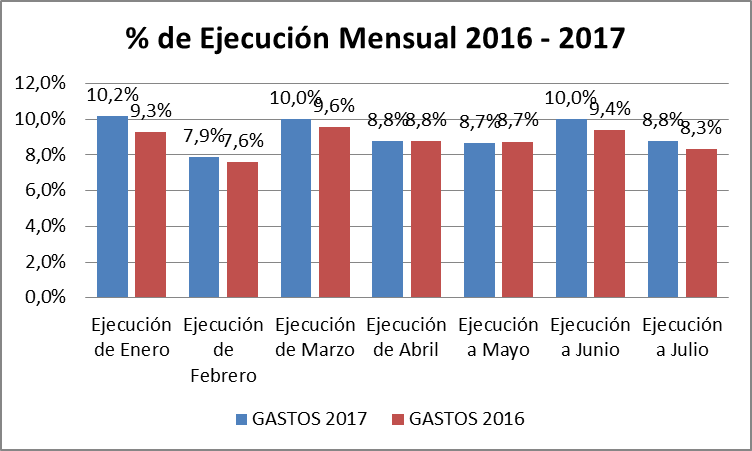 % de Ejecución Mensual 2016 - 2017
12,0%
10,0%
8,0%
6,0%
4,0%
2,0%
0,0%
10,2% 9,3% 7,9% 7,6% 10,0% 9,6% 8,8% 8,8% 8,7% 8,7% 10,0% 9,4% 8,8% 8,3%
Ejecución de Enero
Ejecución de Febrero
Ejecución de Marzo
Ejecución de Abril
Ejecución a Mayo
Ejecución a Junio
Ejecución a Julio
GASTOS 2017 GASTOS 2016